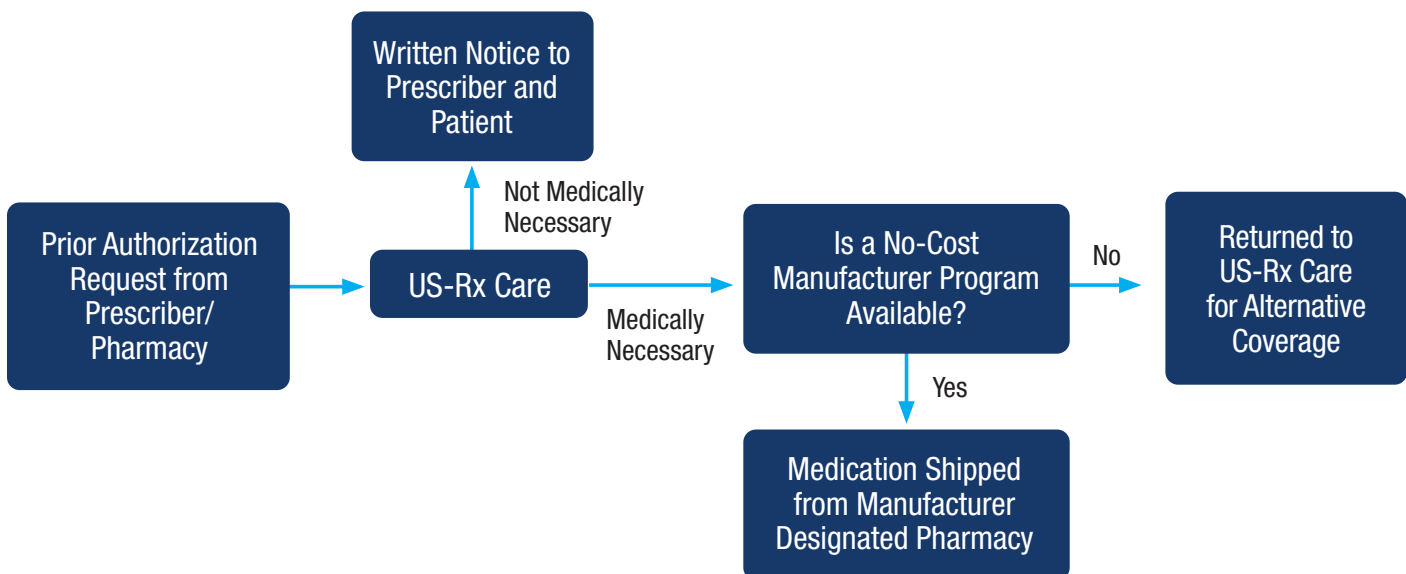 Written Notice to
Prescriber and
Patient
Not Medically
Necessary
Prior Authorization
Request from
Prescriber/
Pharmacy
US-Rx Care
Medically
Necessary
Is a No-Cost
Manufacturer Program
Available?
No
Returned to
US-Rx Care
for Alternative
Coverage
Yes
Medication Shipped
from Manufacturer
Designated Pharmacy